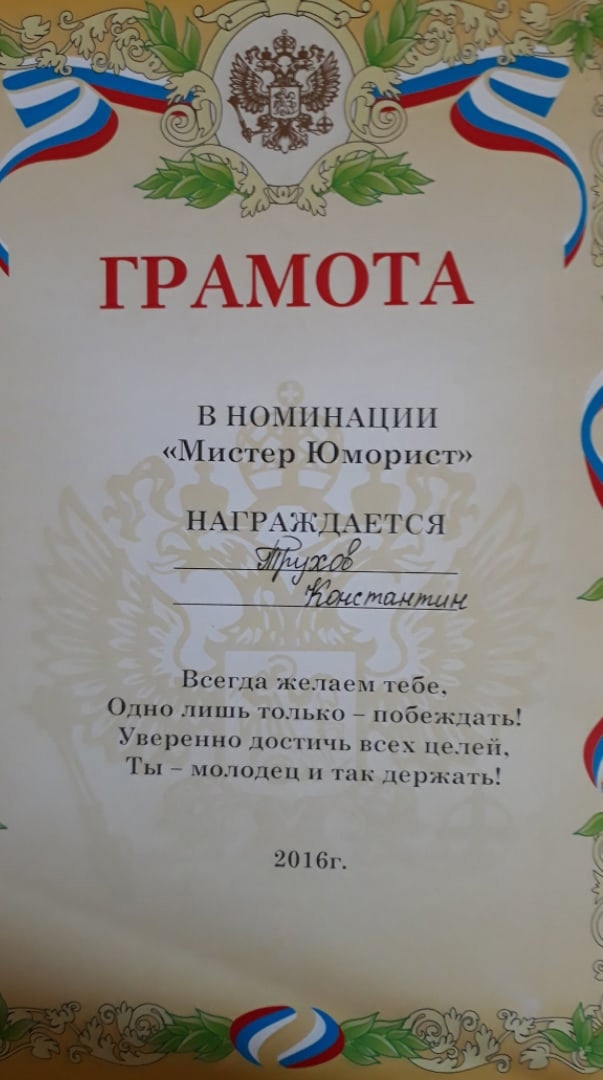 ГРАМОТА
В НОМИНАЦИИ
«Мистер Юморист»
НАГРАЖДАЕТСЯ
Трухов
Константин
Всегда желаем тебе,
Одно лишь только – побеждать!
Уверенно достичь всех целей,
Ты – молодец и так держать!
2016г.